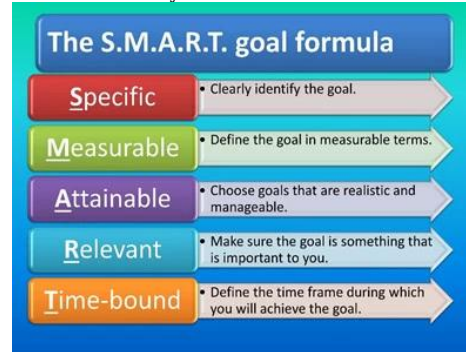 The S.M.A.R.T. goal formula
Specific
• Clearly identify the goal.
Measurable
• Define the goal in measurable terms.
Attainable
• Choose goals that are realistic and
manageable.
Relevant
• Make sure the goal is something that
is important to you.
Time-bound
• Define the time frame during which
you will achieve the goal.